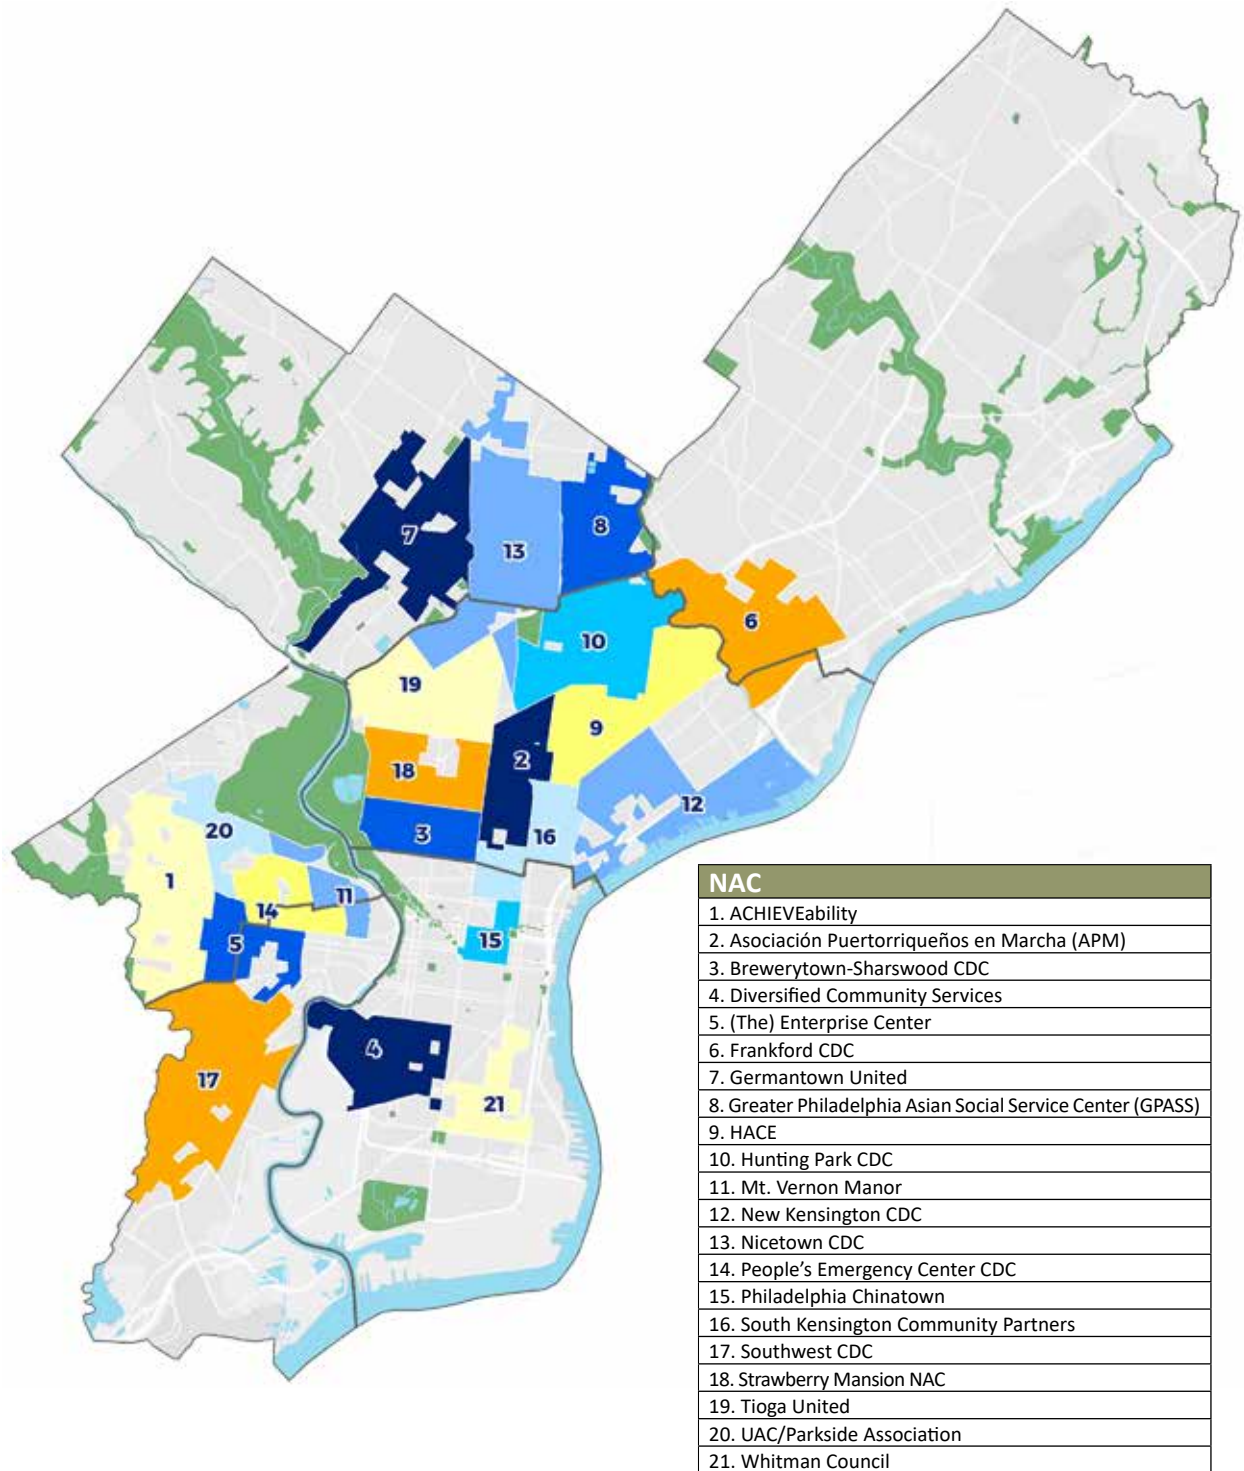 7
13
8
6
10
19
9
2
18
12
3
16
20
1
11
14
5
15
4
17
21
NAC
1. ACHIEVEability
2. Asociación Puertorriqueños en Marcha (APM)
3. Brewerytown-Sharswood CDC
4. Diversified Community Services
5. (The) Enterprise Center
6. Frankford CDC
7. Germantown United
8. Greater Philadelphia Asian Social Service Center (GPASS)
9. HACE
10. Hunting Park CDC
11. Mt. Vernon Manor
12. New Kensington CDC
13. Nicetown CDC
14. People’s Emergency Center CDC
15. Philadelphia Chinatown
16. South Kensington Community Partners
17. Southwest CDC
18. Strawberry Mansion NAC
19. Tioga United
20. UAC/Parkside Association
21. Whitman Council